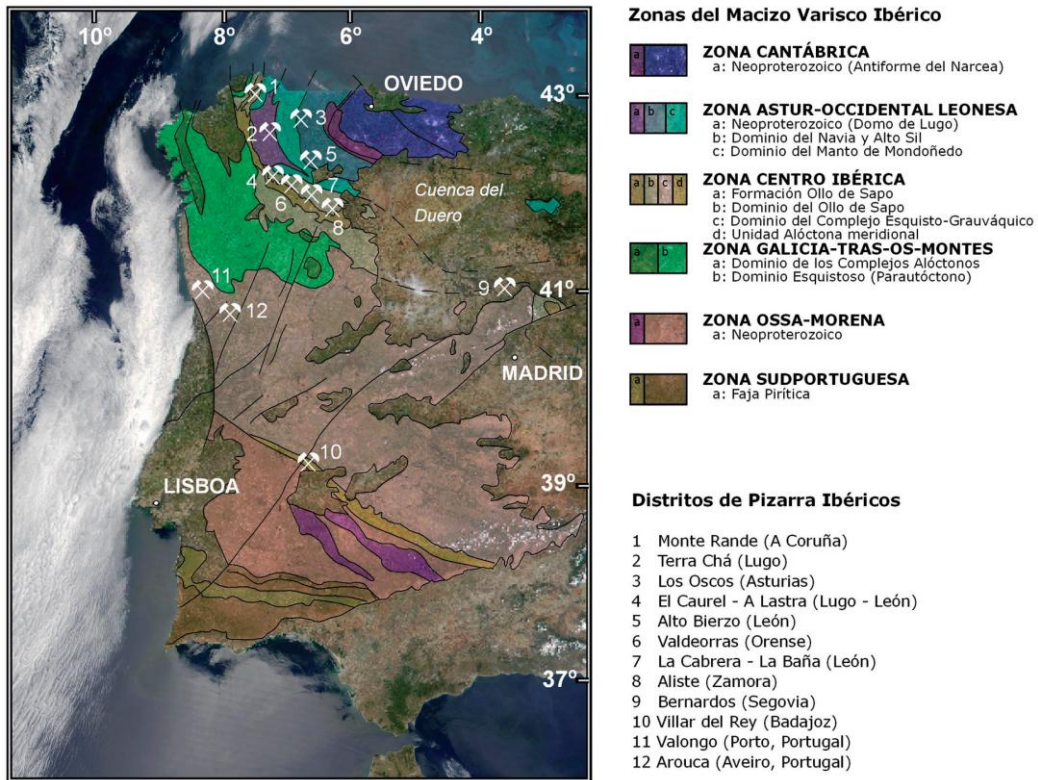 10º 8º 6º 4º
OVIEDO
43º
1
2
3
4
5
6
7
8
Cuenca del
Duero
11
12
9
41º
MADRID
10
39º
LISBOA
37º
Zonas del Macizo Varisco Ibérico
a
ZONA CANTÁBRICA
a: Neoproterozoico (Antiforme del Narcea)
a b c
ZONA ASTUR-OCCIDENTAL LEONESA
a: Neoproterozoico (Domo de Lugo)
b: Dominio del Navia y Alto Sil
c: Dominio del Manto de Mondoñedo
a b c d
ZONA CENTRO IBÉRICA
a: Formación Ollo de Sapo
b: Dominio del Ollo de Sapo
c: Dominio del Complejo Esquisto-Grauváquico
d: Unidad Alóctona meridional
a b
ZONA GALICIA-TRAS-OS-MONTES
a: Dominio de los Complejos Alóctonos
b: Dominio Esquistoso (Parautóctono)
a
ZONA OSSA-MORENA
a: Neoproterozoico
a
ZONA SUDPORTUGUESA
a: Faja Pirítica
Distritos de Pizarra Ibéricos
1 Monte Rande (A Coruña)
2 Terra Chá (Lugo)
3 Los Oscos (Asturias)
4 El Caurel - A Lastra (Lugo - León)
5 Alto Bierzo (León)
6 Valdeorras (Orense)
7 La Cabrera - La Baña (León)
8 Aliste (Zamora)
9 Bernardos (Segovia)
10 Villar del Rey (Badajoz)
11 Valongo (Porto, Portugal)
12 Arouca (Aveiro, Portugal)